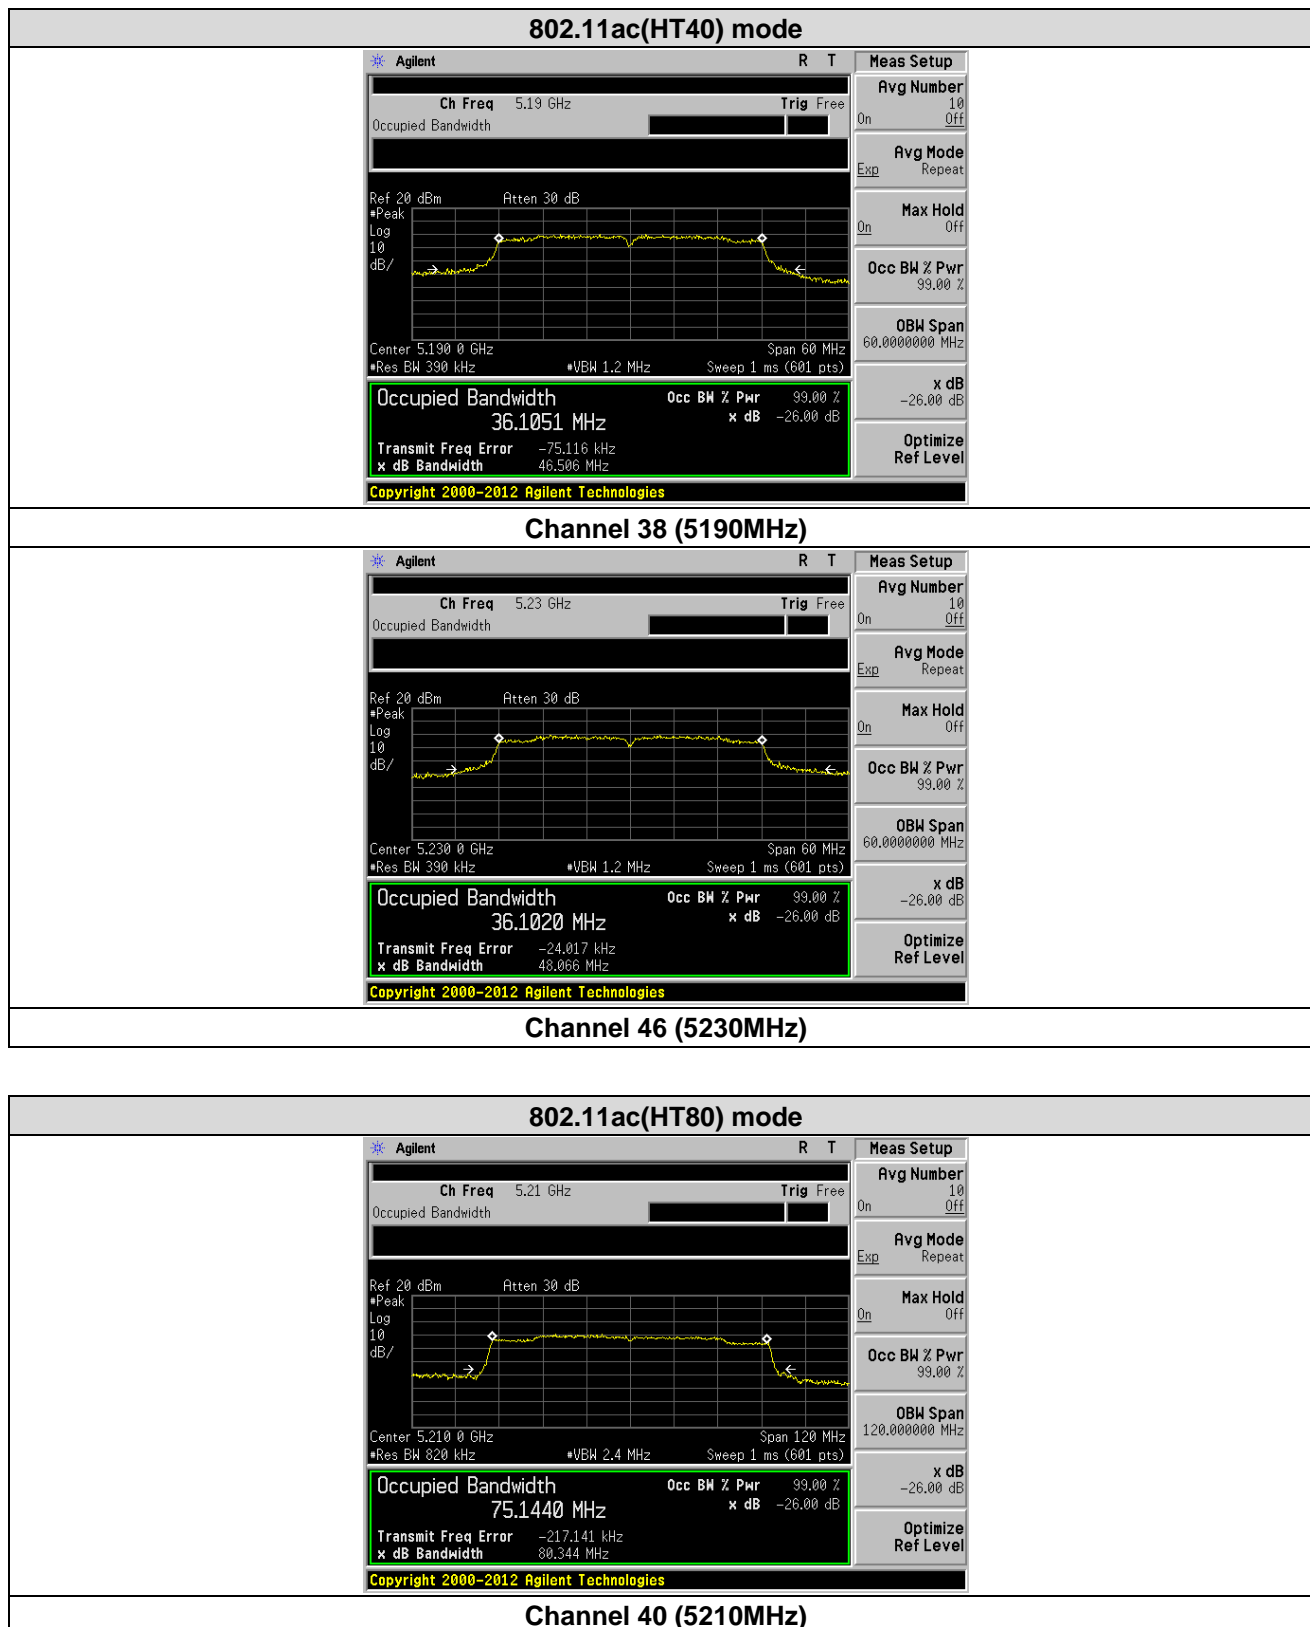 802.11ac(HT40) mode
Agilent R T Meas Setup
Ch Freq 5.19 GHz Trig Free
Occupied Bandwidth
Avg Number
10
On Off
Avg Mode
Exp Repeat
Max Hold
On Off
Occ BW % Pwr
99.00 %
OBW Span
60.0000000 MHz
x dB
-26.00 dB
Optimize
Ref Level
Ref 20 dBm Atten 30 dB
#Peak
Log
10
dB/
Center 5.190 0 GHz Span 60 MHz
#Res BW 390 kHz #VBW 1.2 MHz Sweep 1 ms (601 pts)
Occupied Bandwidth Occ BW % Pwr 99.00 %
36.1051 MHz x dB -26.00 dB
Transmit Freq Error -75.116 kHz
x dB Bandwidth 46.506 MHz
Copyright 2000-2012 Agilent Technologies
Channel 38 (5190MHz)
Agilent R T Meas Setup
Ch Freq 5.23 GHz Trig Free
Occupied Bandwidth
Avg Number
10
On Off
Avg Mode
Exp Repeat
Max Hold
On Off
Occ BW % Pwr
99.00 %
OBW Span
60.0000000 MHz
x dB
-26.00 dB
Optimize
Ref Level
Ref 20 dBm Atten 30 dB
#Peak
Log
10
dB/
Center 5.230 0 GHz Span 60 MHz
#Res BW 390 kHz #VBW 1.2 MHz Sweep 1 ms (601 pts)
Occupied Bandwidth Occ BW % Pwr 99.00 %
36.1020 MHz x dB -26.00 dB
Transmit Freq Error -24.017 kHz
x dB Bandwidth 48.066 MHz
Copyright 2000-2012 Agilent Technologies
Channel 46 (5230MHz)
802.11ac(HT80) mode
Agilent R T Meas Setup
Ch Freq 5.21 GHz Trig Free
Occupied Bandwidth
Avg Number
10
On Off
Avg Mode
Exp Repeat
Max Hold
On Off
Occ BW % Pwr
99.00 %
OBW Span
120.000000 MHz
x dB
-26.00 dB
Optimize
Ref Level
Ref 20 dBm Atten 30 dB
#Peak
Log
10
dB/
Center 5.210 0 GHz Span 120 MHz
#Res BW 820 kHz #VBW 2.4 MHz Sweep 1 ms (601 pts)
Occupied Bandwidth Occ BW % Pwr 99.00 %
75.1440 MHz x dB -26.00 dB
Transmit Freq Error -217.141 kHz
x dB Bandwidth 80.344 MHz
Copyright 2000-2012 Agilent Technologies
Channel 40 (5210MHz)